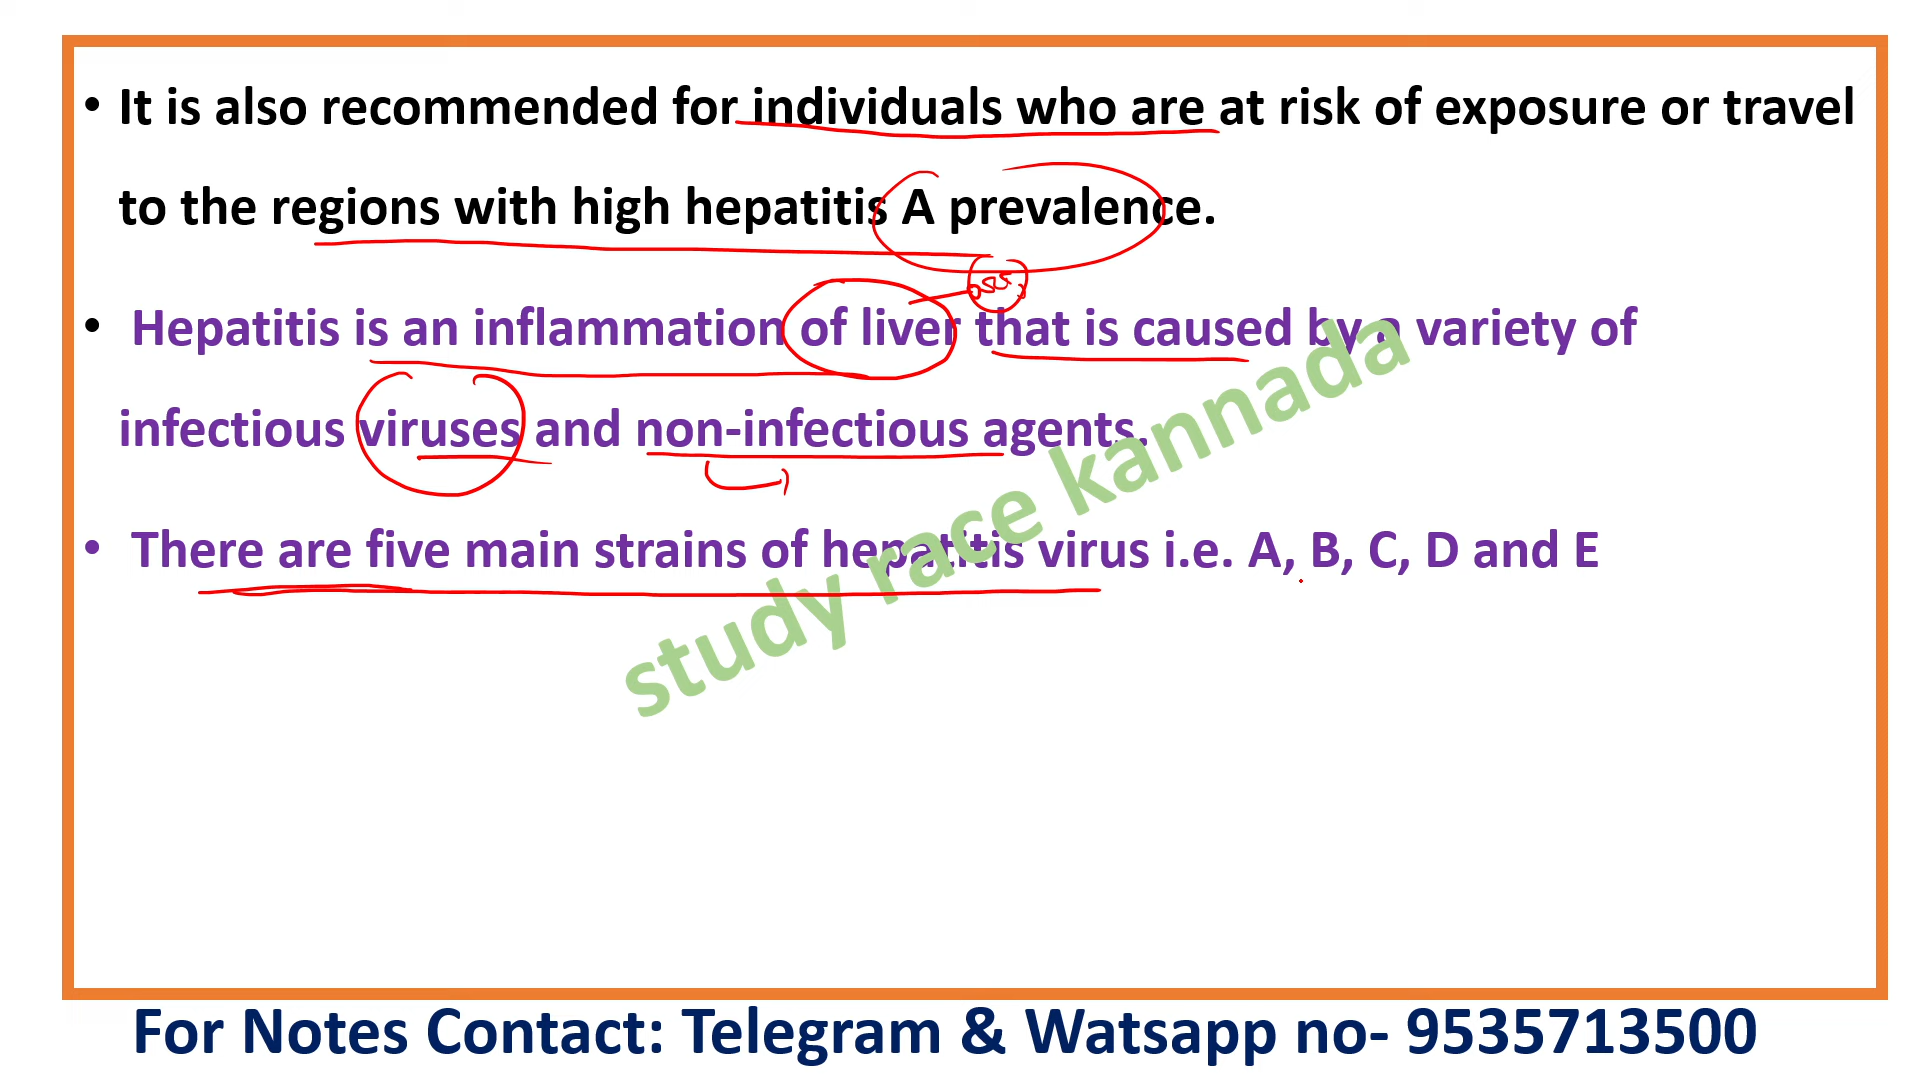 • It is also recommended for individuals who are at risk of exposure or travel
to the regions with high hepatitis A prevalence.
• Hepatitis is an inflammation of liver that is caused by a variety of
infectious viruses and non-infectious agents.
• There are five main strains of hepatitis virus i.e. A, B, C, D and E
study race kannada
For Notes Contact: Telegram & Watsapp no- 9535713500